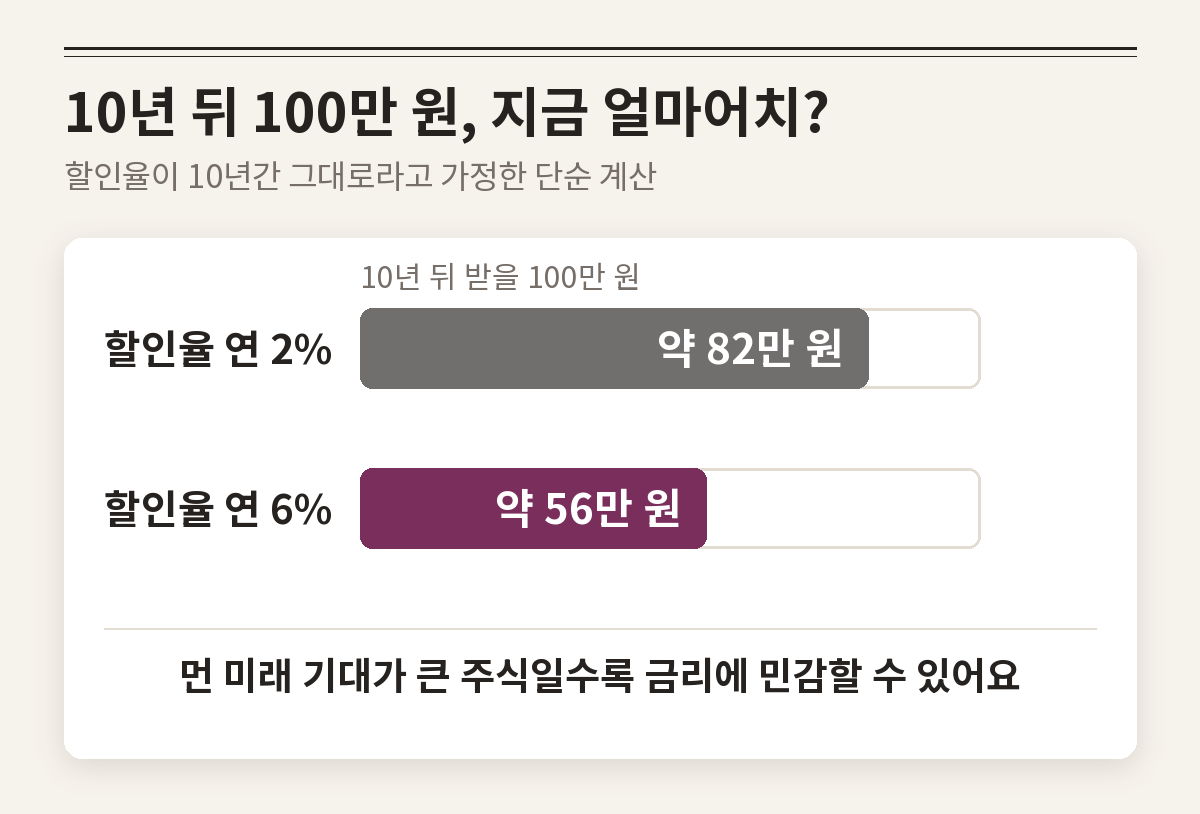 10년 뒤 100만 원, 지금 얼마어치?
할인율이 10년간 그대로라고 가정한 단순 계산
10년 뒤 받을 100만 원
할인율 연 2%
약 82만 원
할인율 연 6%
약 56만 원
먼 미래 기대가 큰 주식일수록 금리에 민감할 수 있어요